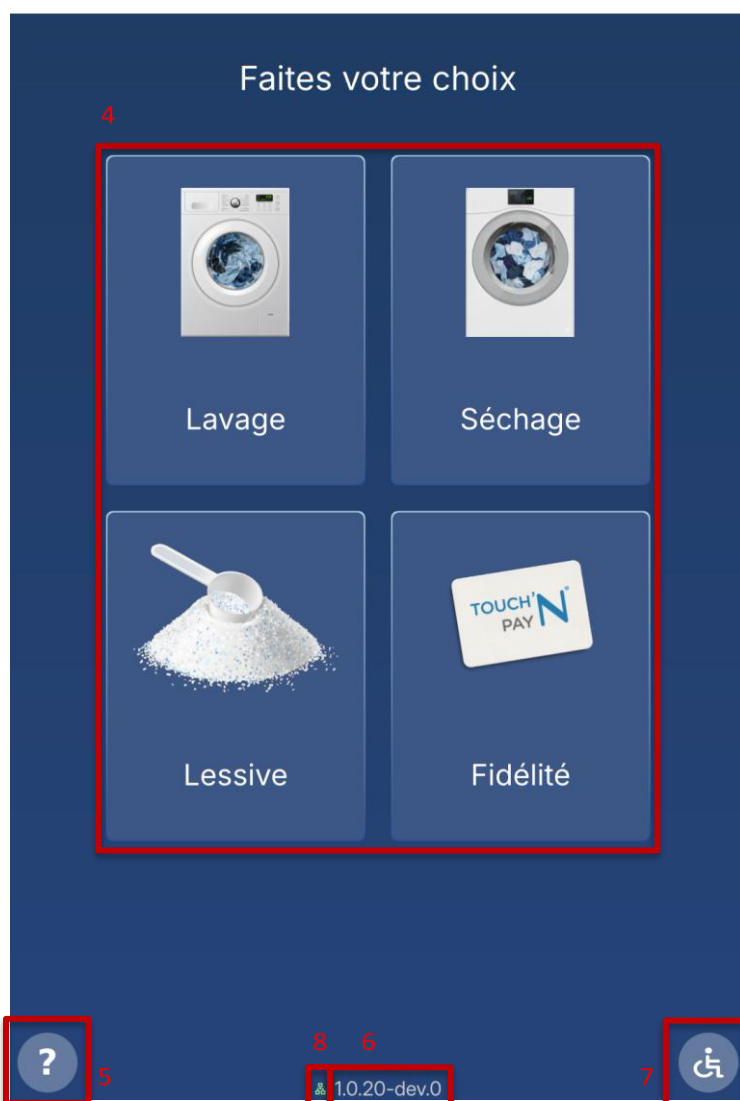 Faites votre choix
4
Lavage
Séchage
TOUCH'N®
PAY
Lessive
Fidélité
?
5
8
6
1.0.20-dev.0
7